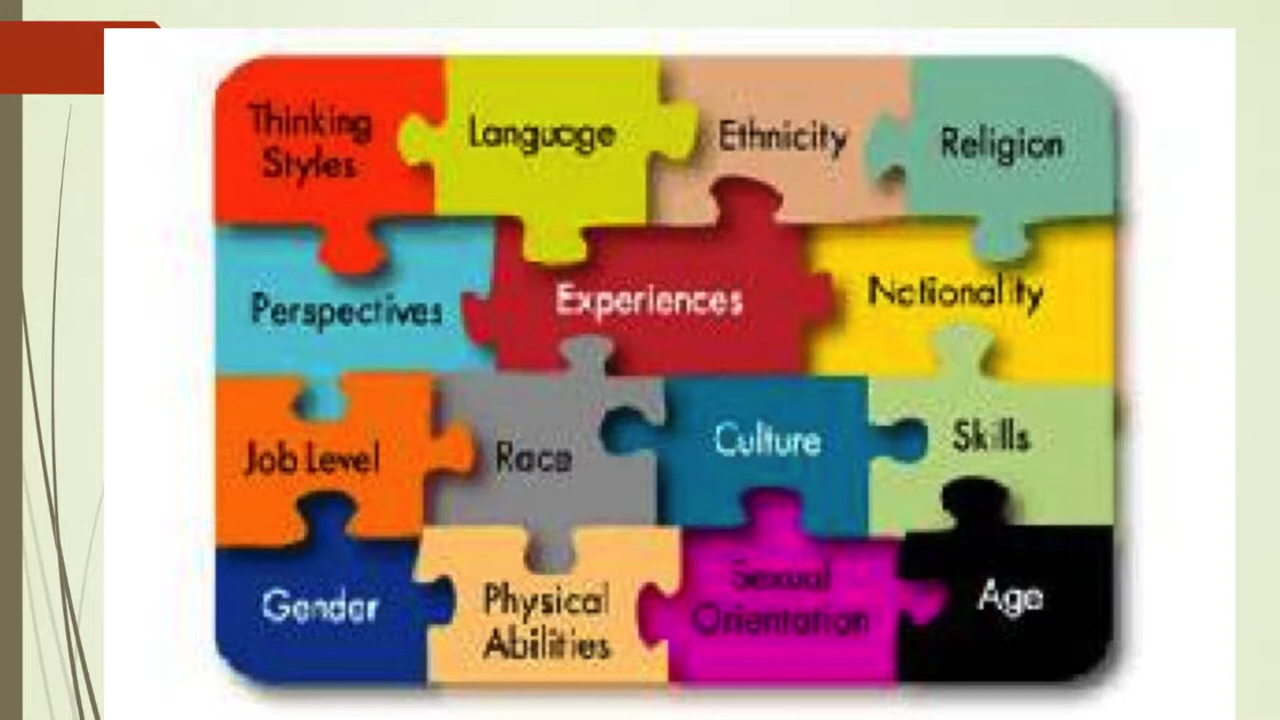 Thinking
Styles
Language
Ethnicity
Religion
Perspectives
Experiences
Nationality
Job Level
Race
Culture
Skills
Gender
Physical
Abilities
Sexual
Orientation
Age